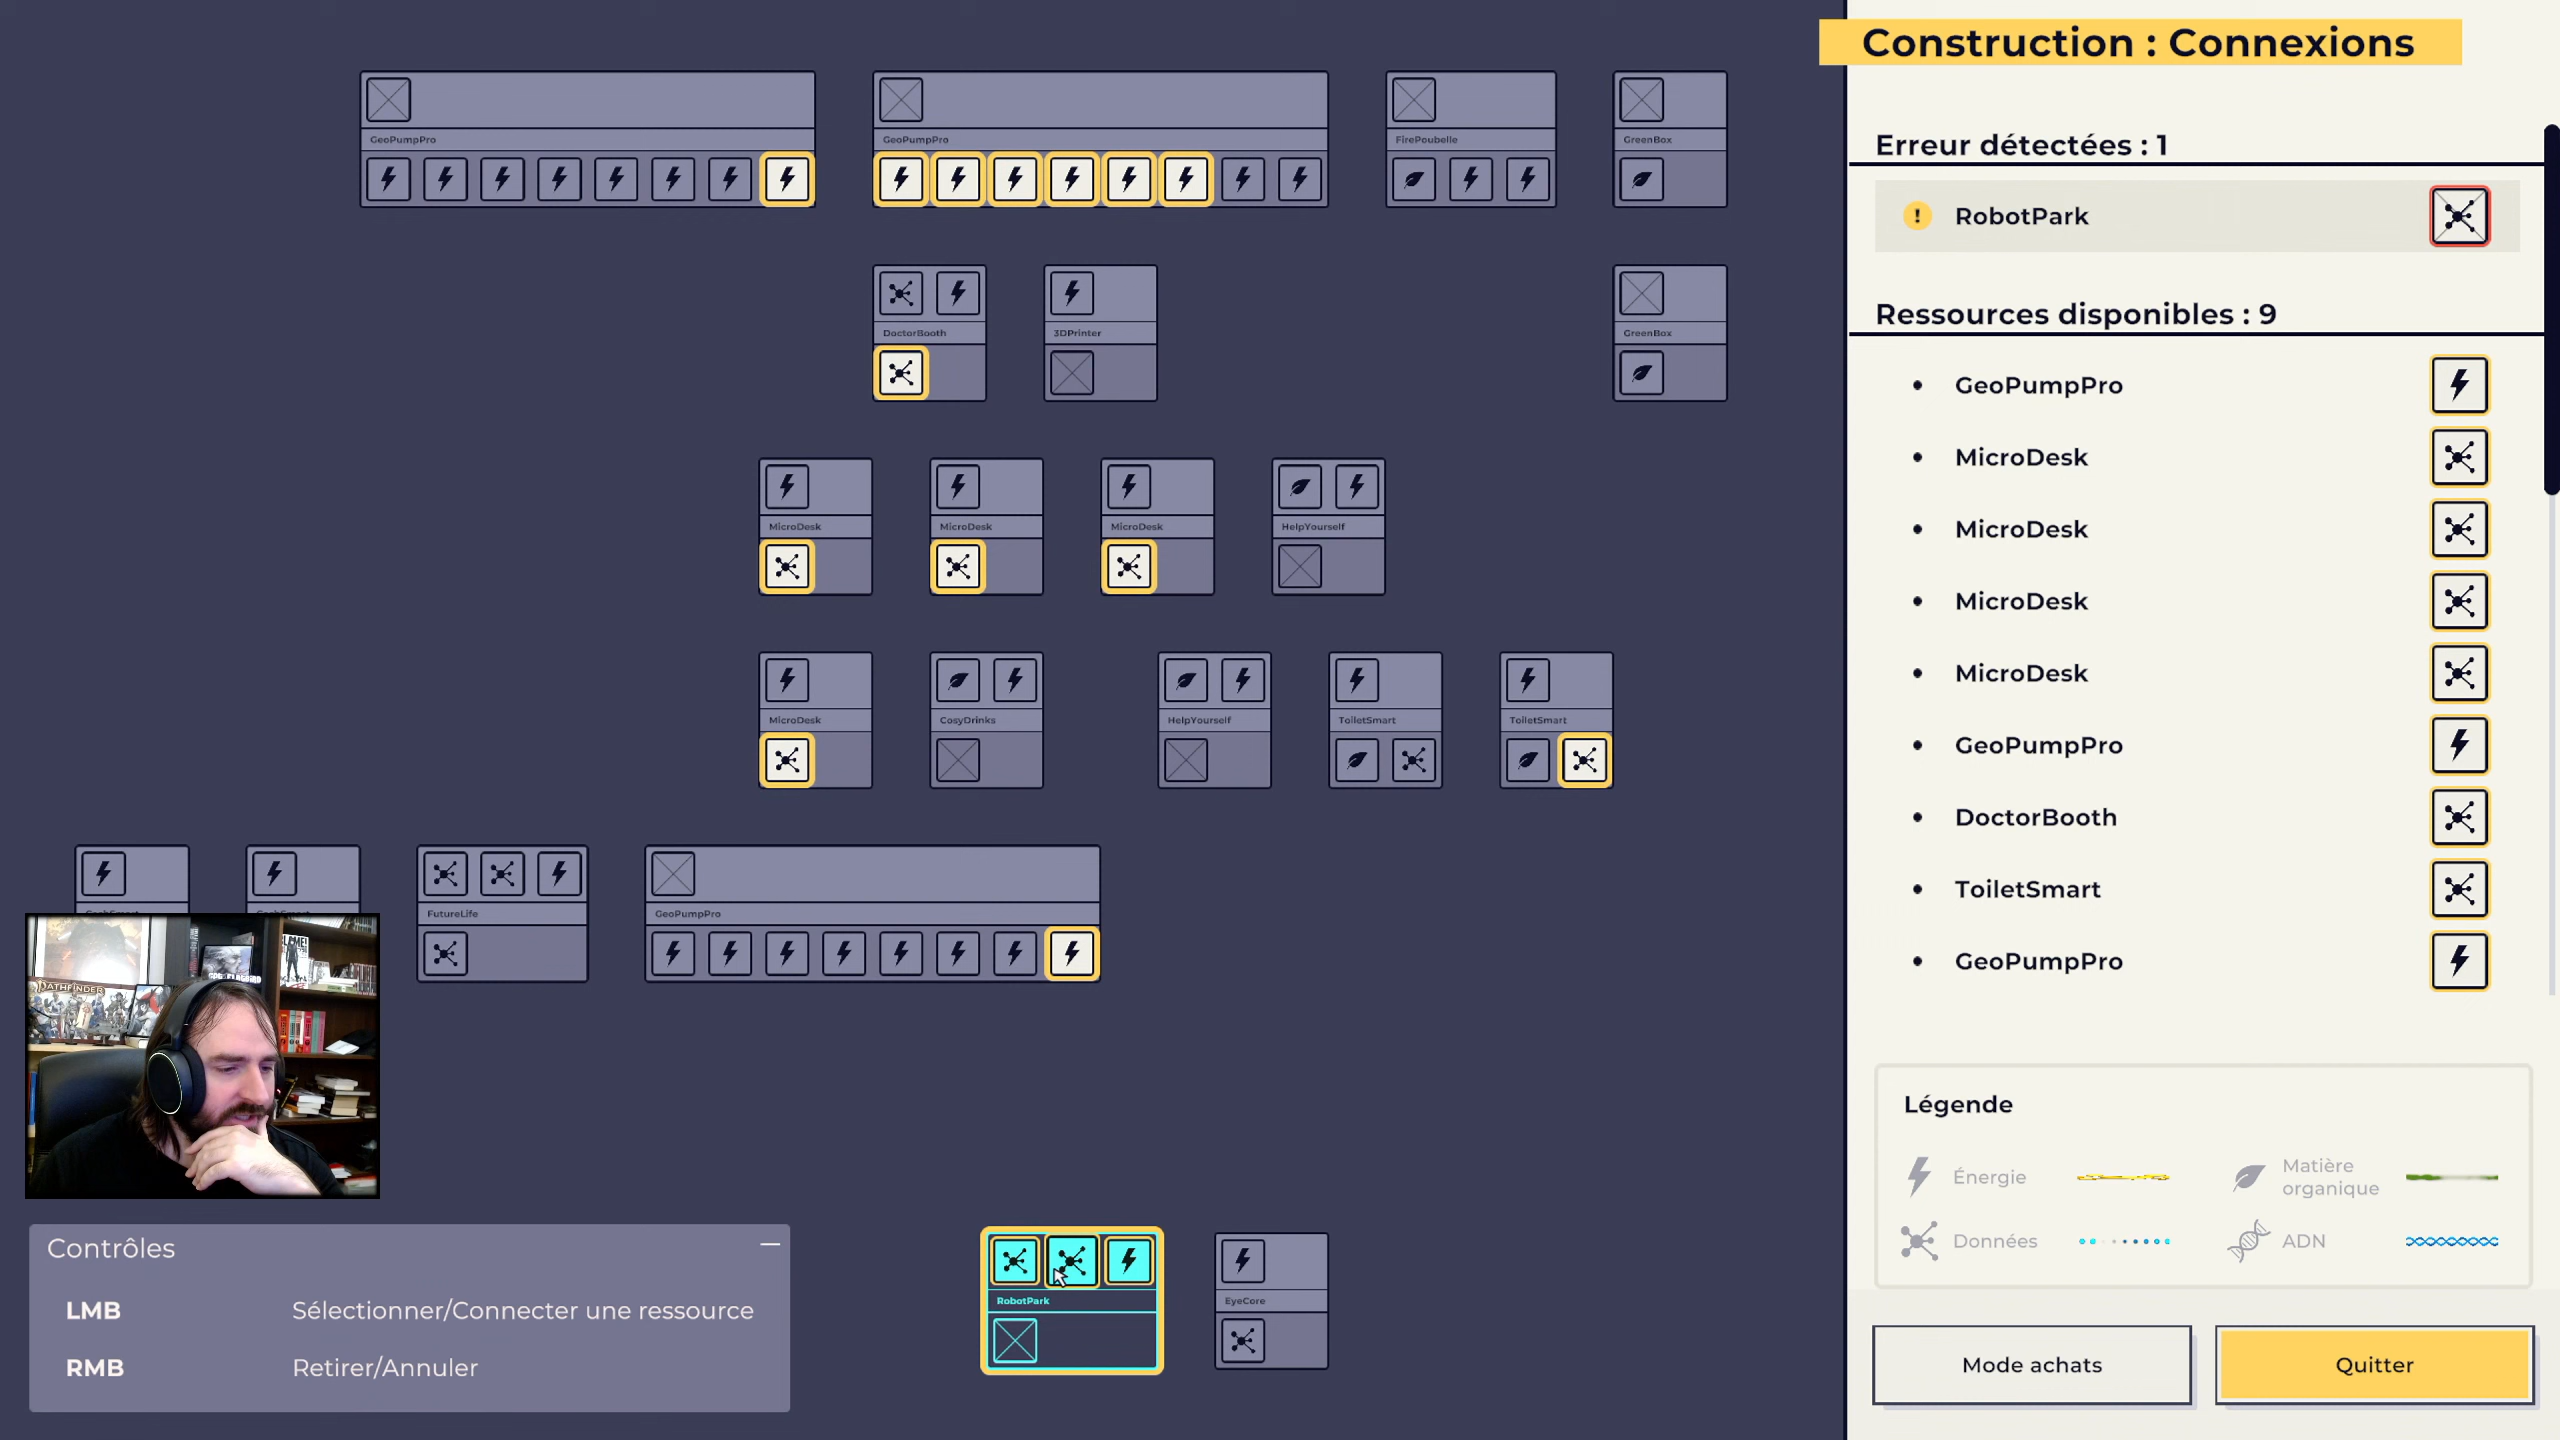 Construction : Connexions
GeoPumpPro
GeoPumpPro
FirePoubelle
GreenBox
Erreur détectées : 1
RobotPark
DoctorBooth
3DPrinter
GreenBox
Ressources disponibles : 9
GeoPumpPro
MicroDesk
MicroDesk
MicroDesk
MicroDesk
GeoPumpPro
DoctorBooth
ToiletSmart
GeoPumpPro
MicroDesk
MicroDesk
MicroDesk
HelpYourself
MicroDesk
CosyDrinks
HelpYourself
ToiletSmart
ToiletSmart
FutureLife
GeoPumpPro
PATHFINDER
Légende
Énergie
Matière
organique
Données
ADN
Contrôles
LMB
Sélectionner/Connecter une ressource
RMB
Retirer/Annuler
RobotPark
EyeCore
Mode achats
Quitter